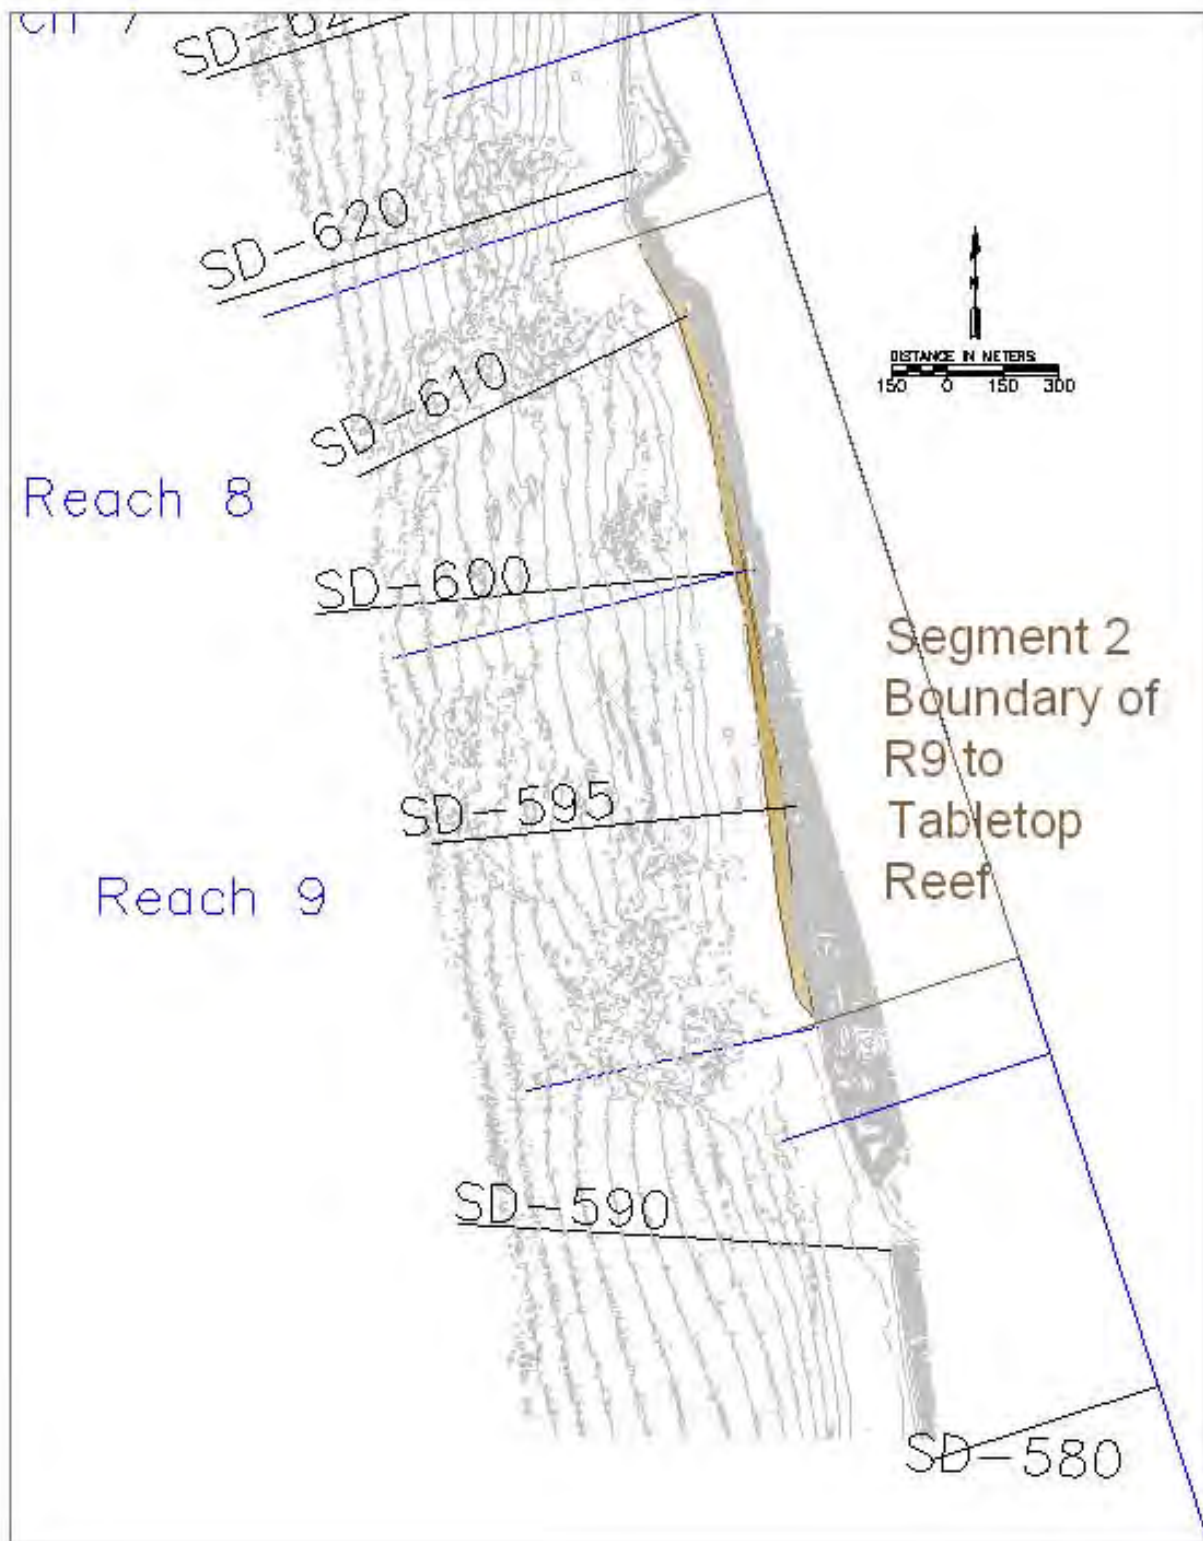 SD-620
SD-610
Reach 8
SD-600
SD-595
Reach 9
SD-590
SD-580
DISTANCE IN METERS
150 0 150 300
Segment 2
Boundary of
R9 to
Tabletop
Reef